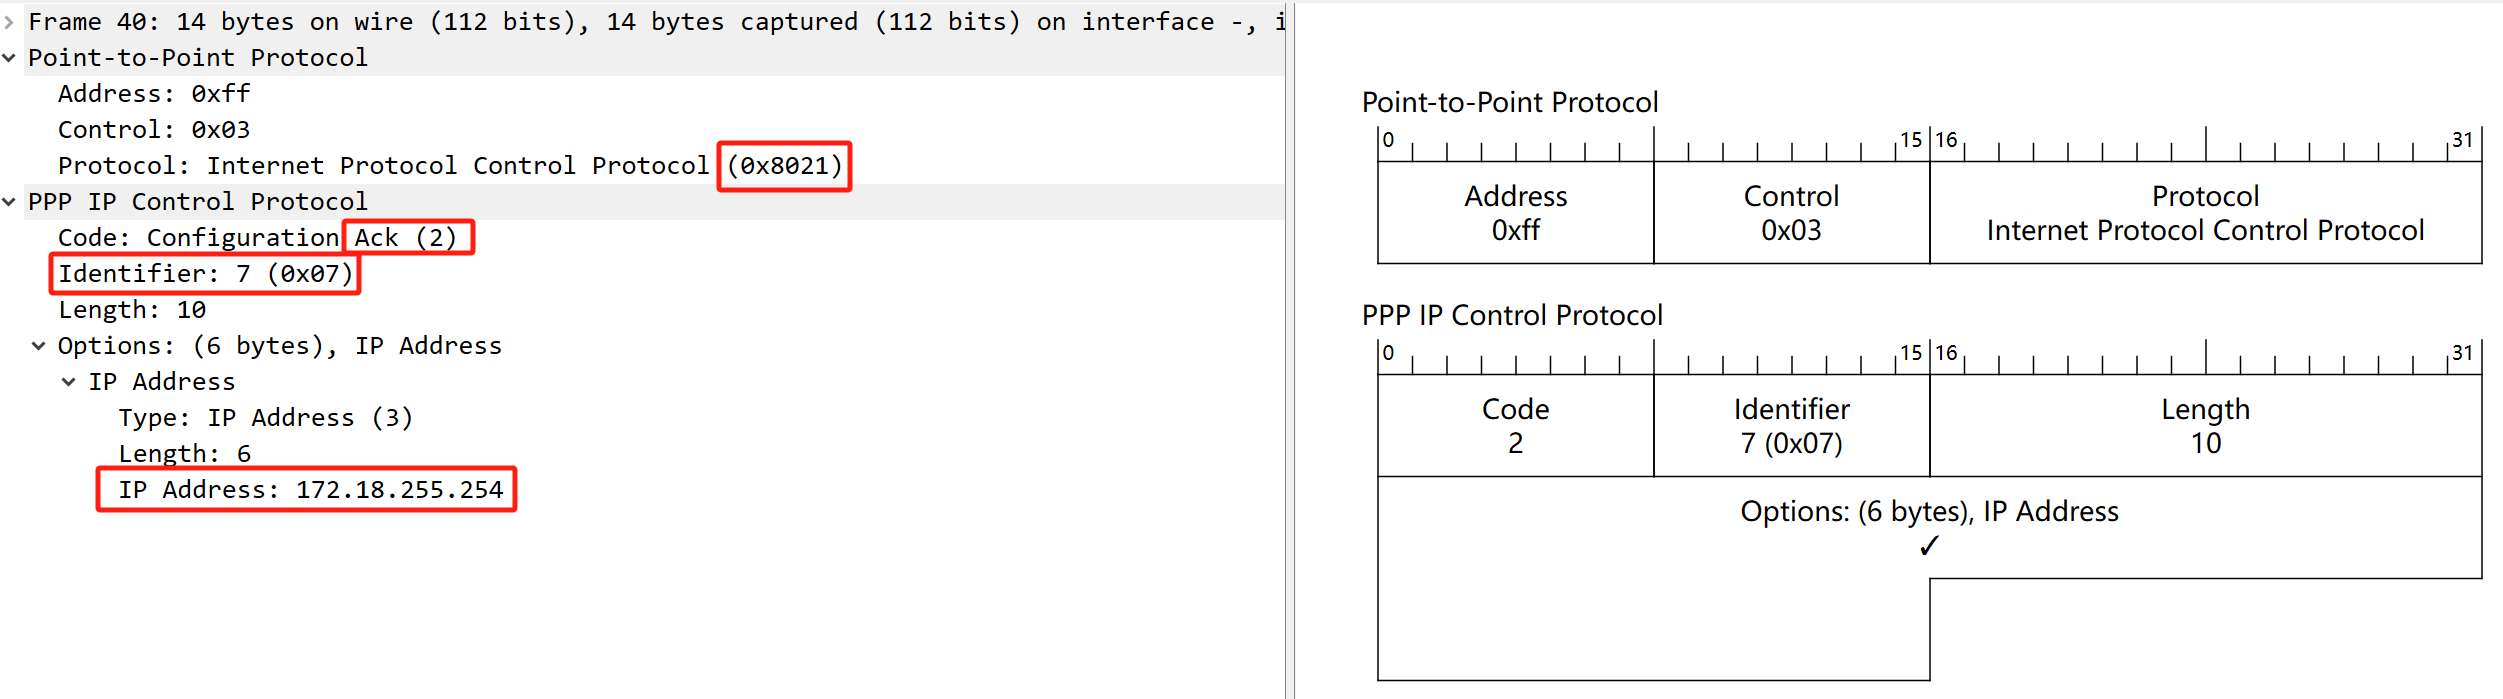 Frame 40: 14 bytes on wire (112 bits), 14 bytes captured (112 bits) on interface -, i
Point-to-Point Protocol
Address: 0xff
Control: 0x03
Protocol: Internet Protocol Control Protocol (0x8021)
PPP IP Control Protocol
Code: Configuration Ack (2)
Identifier: 7 (0x07)
Length: 10
Options: (6 bytes), IP Address
IP Address
Type: IP Address (3)
Length: 6
IP Address: 172.18.255.254
Point-to-Point Protocol
0 15 16 31
Address Control Protocol
0xff 0x03 Internet Protocol Control Protocol
PPP IP Control Protocol
0 15 16 31
Code Identifier Length
2 7 (0x07) 10
Options: (6 bytes), IP Address
✓